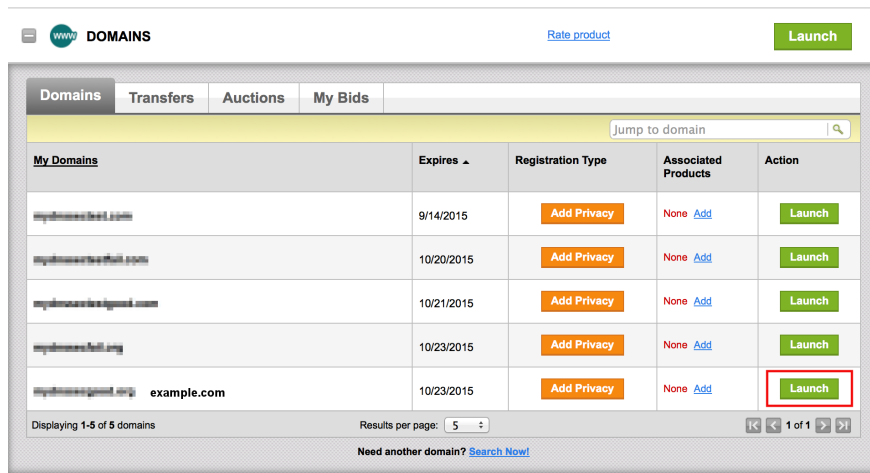 www DOMAINS Rate product Launch
Domains Transfers Auctions My Bids
Jump to domain
My Domains Expires Registration Type Associated Products Action
9/14/2015 Add Privacy None Add Launch
10/20/2015 Add Privacy None Add Launch
10/21/2015 Add Privacy None Add Launch
10/23/2015 Add Privacy None Add Launch
example.com 10/23/2015 Add Privacy None Add Launch
Displaying 1-5 of 5 domains Results per page: 5 1 of 1
Need another domain? Search Now!